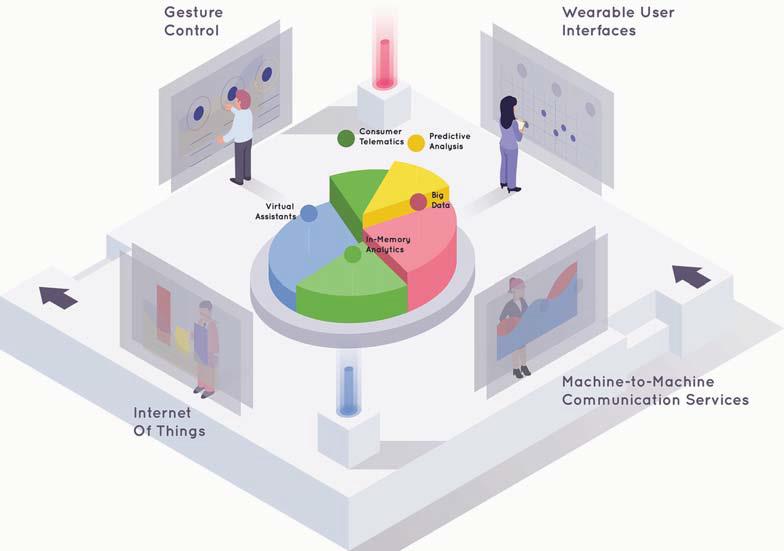 Gesture
Control
Wearable User
Interfaces
Consumer
Telematics
Predictive
Analysis
Big
Data
Virtual
Assistants
In-Memory
Analytics
Internet
Of Things
Machine-to-Machine
Communication Services